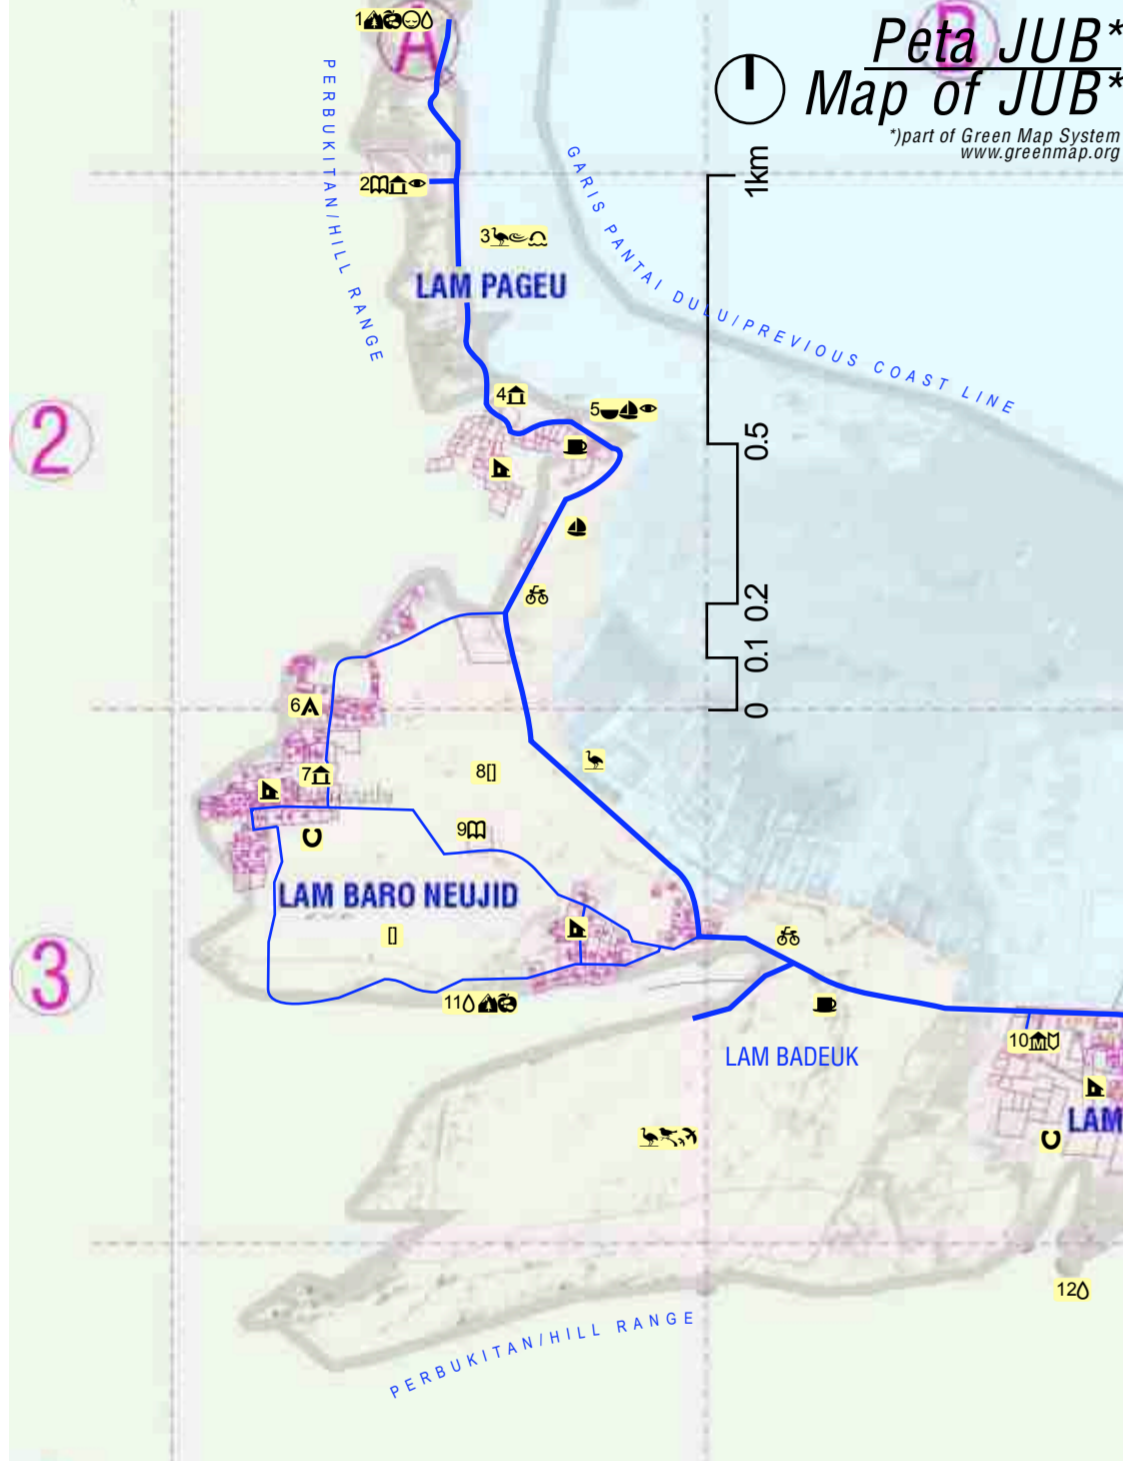 1
A
B
Peta JUB*
Map of JUB*
*)part of Green Map System
www.greenmap.org
PERBUKITAN/HILL RANGE
GARIS PANTAI DULU/PREVIOUS COAST LINE
1km
2
3
LAM PAGEU
4
5
2
0.5
0.2
0.1
0
6
7
8
9
LAM BARO NEUJID
3
11
10
LAM BADEUK
LAM
12
PERBUKITAN/HILL RANGE